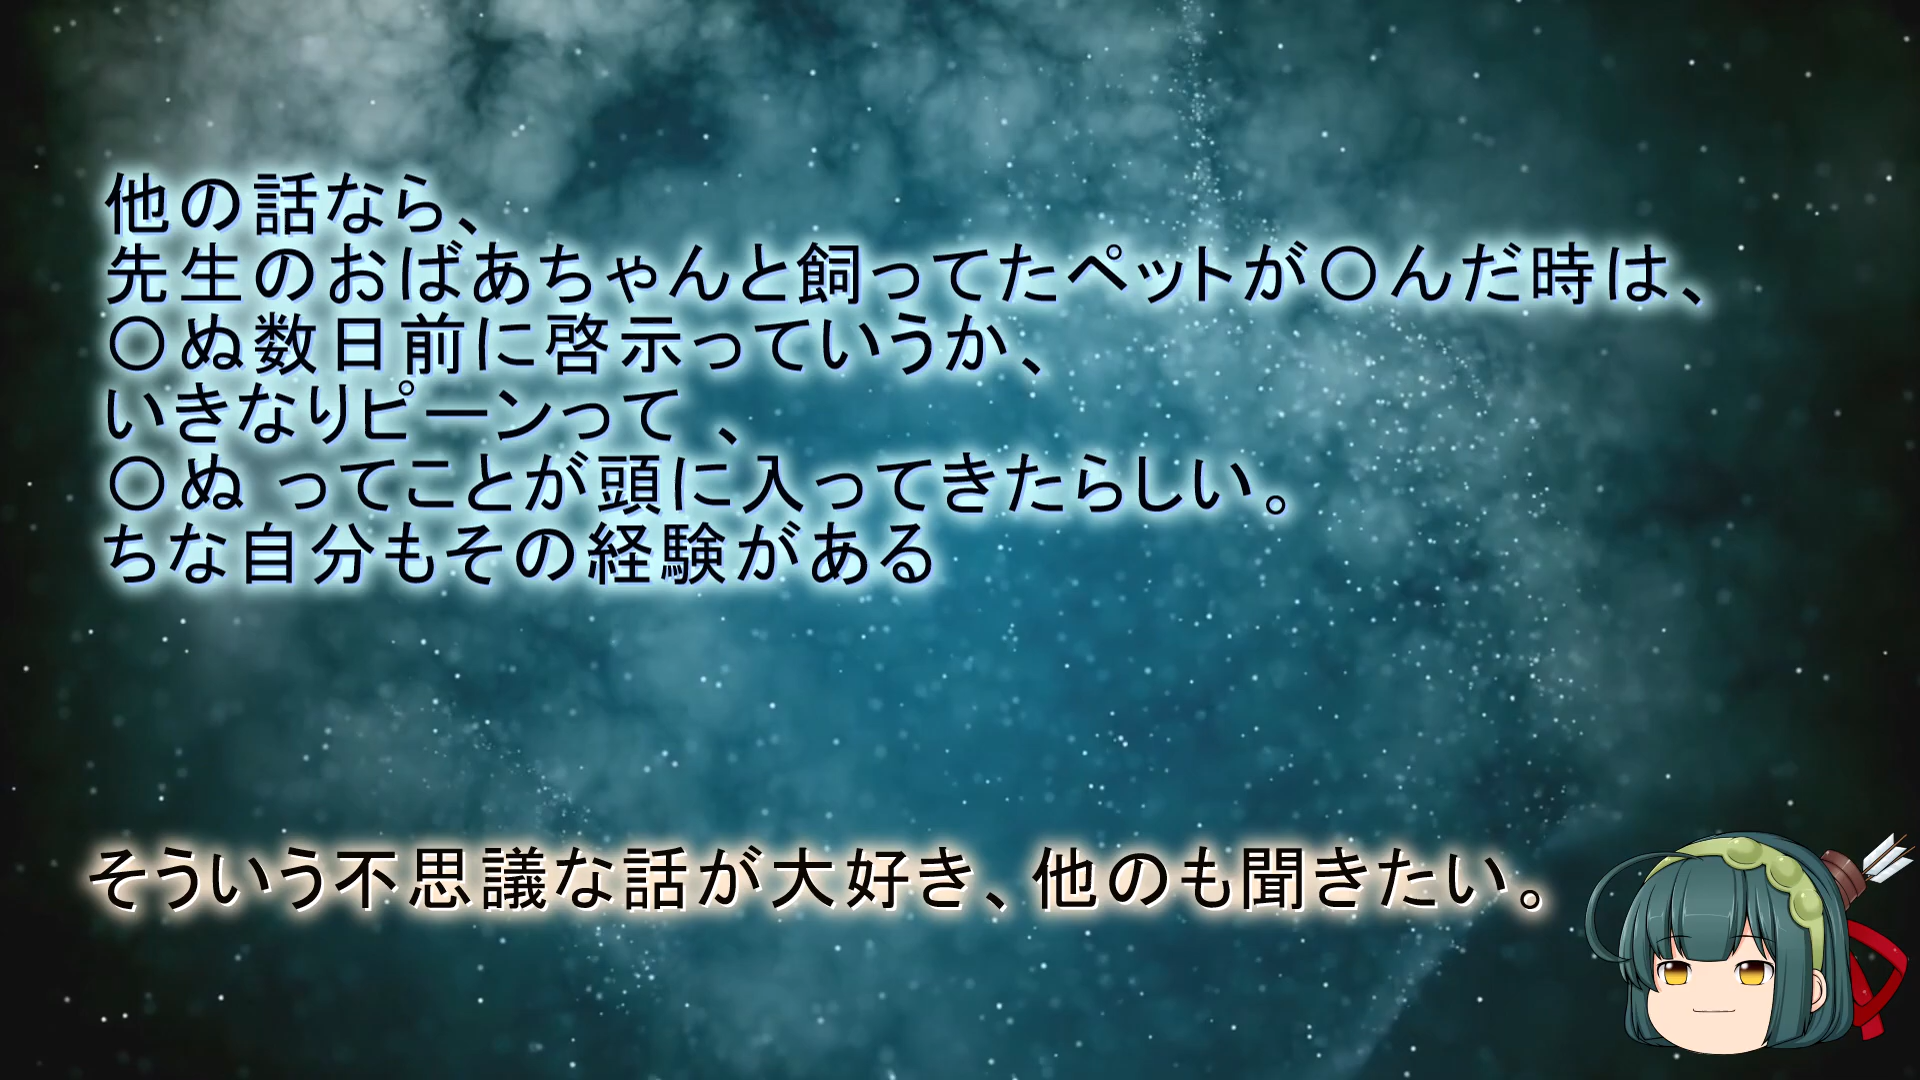 他の話なら、
先生のおばあちゃんと飼ってたペットが〇んだ時は、
〇ぬ数日前に啓示っていうか、
いきなりピーンって 、
〇ぬ ってことが頭に入ってきたらしい。
ちな自分もその経験がある
そういう不思議な話が大好き、他のも聞きたい。